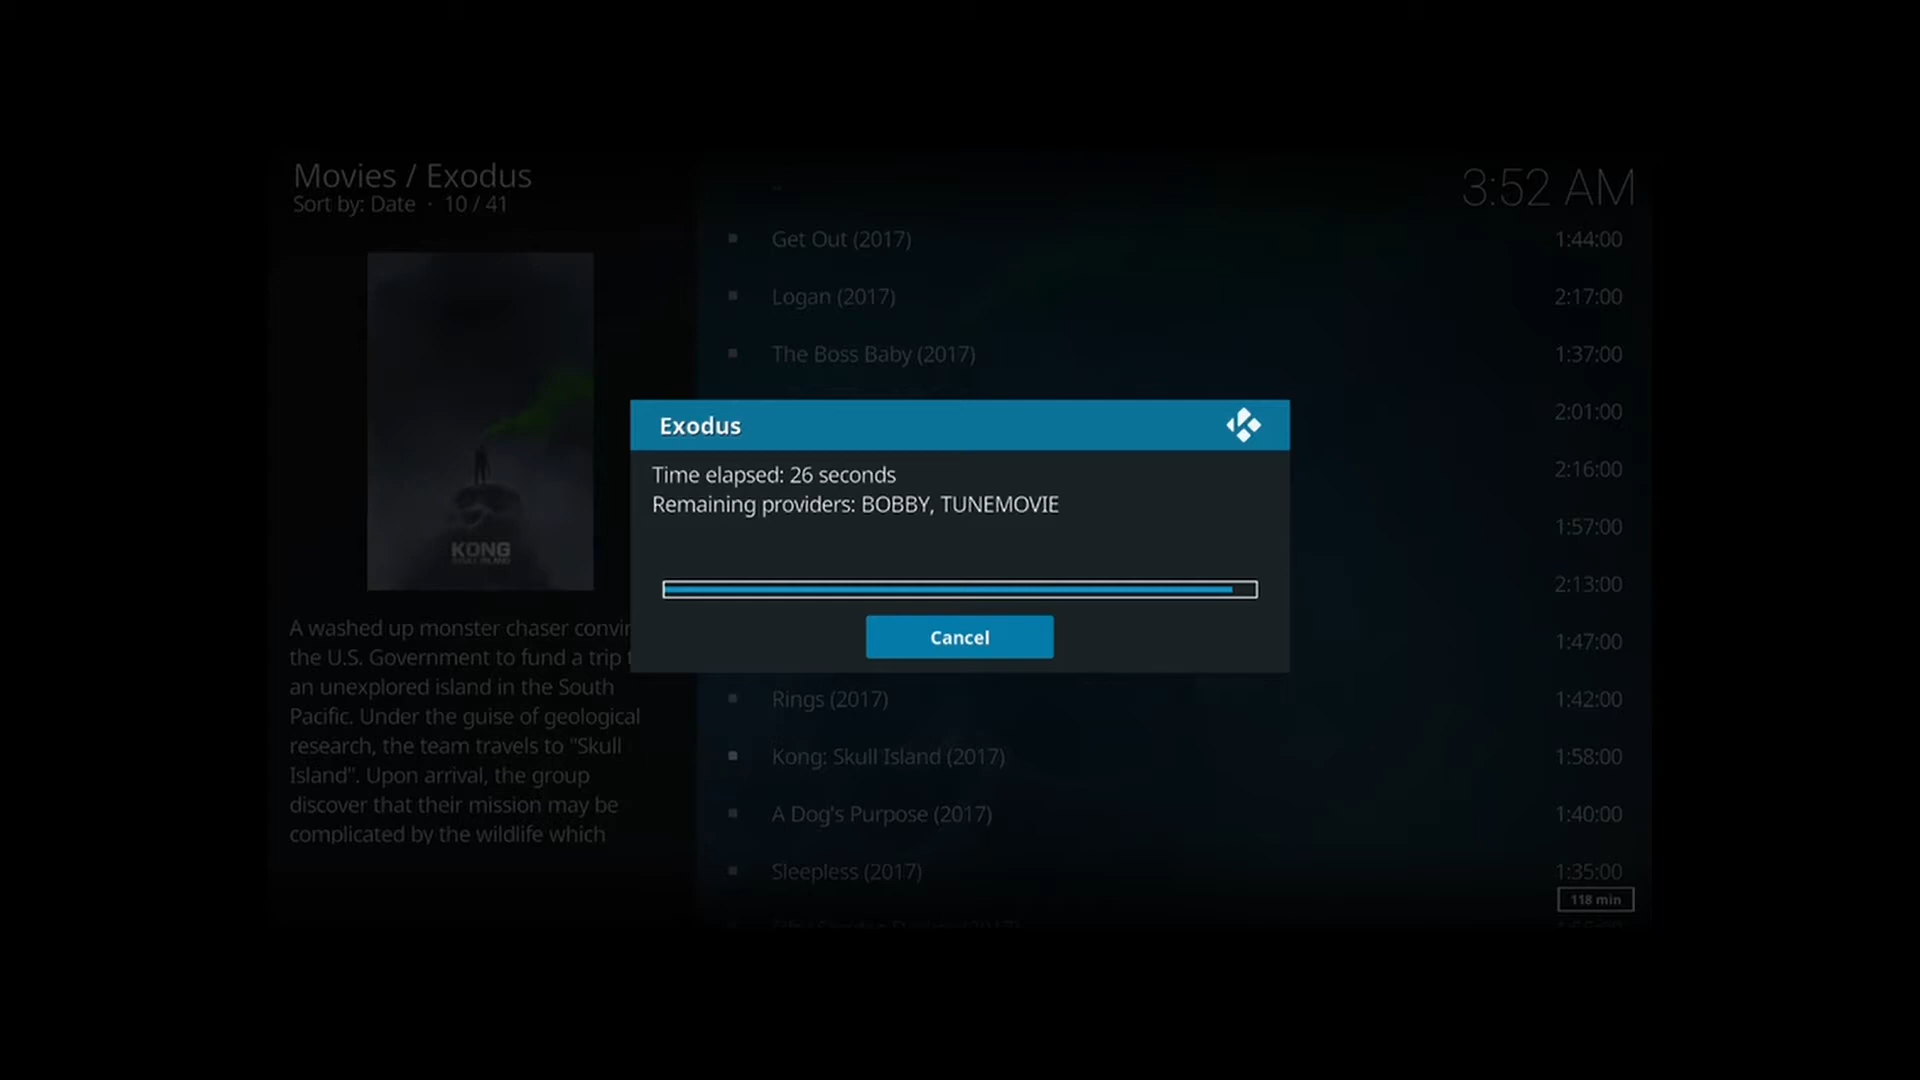 Movies / Exodus
Sort by: Date · 10 / 41
3:52 AM
..
Get Out (2017) 1:44:00
Logan (2017) 2:17:00
The Boss Baby (2017) 1:37:00
2:01:00
2:16:00
1:57:00
2:13:00
1:47:00
Rings (2017) 1:42:00
Kong: Skull Island (2017) 1:58:00
A Dog's Purpose (2017) 1:40:00
Sleepless (2017) 1:35:00
118 min
Exodus
Time elapsed: 26 seconds
Remaining providers: BOBBY, TUNEMOVIE
Cancel
KONG
SKULL ISLAND
A washed up monster chaser
the U.S. Government to fund a trip
an unexplored island in the South
Pacific. Under the guise of geological
research, the team travels to "Skull
Island". Upon arrival, the group
discover that their mission may be
complicated by the wildlife which